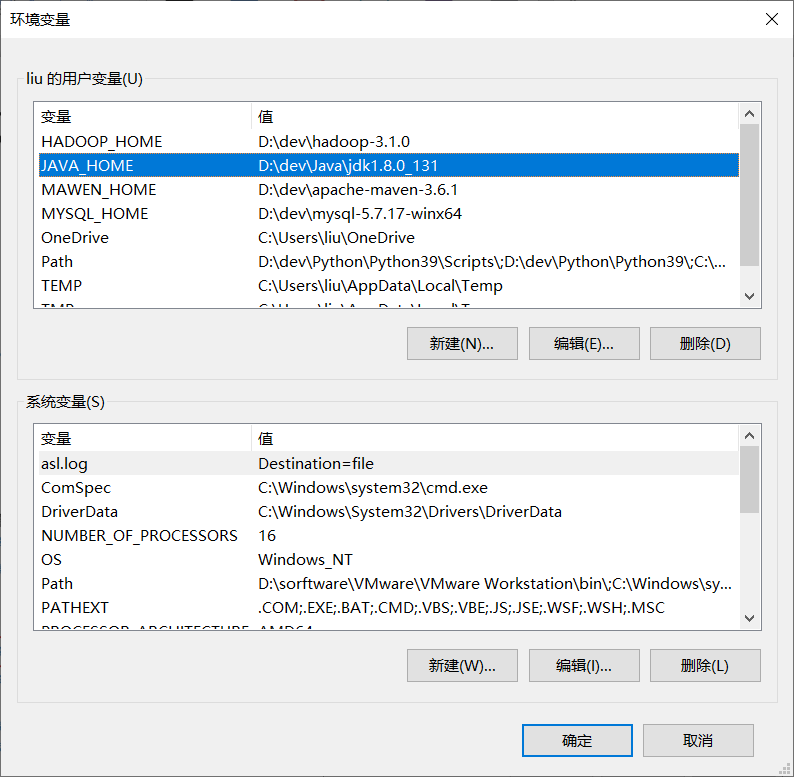 环境变量
liu 的用户变量(U)
变量 值
HADOOP_HOME D:\dev\hadoop-3.1.0
JAVA_HOME D:\dev\Java\jdk1.8.0_131
MAWEN_HOME D:\dev\apache-maven-3.6.1
MYSQL_HOME D:\dev\mysql-5.7.17-winx64
OneDrive C:\Users\liu\OneDrive
Path D:\dev\Python\Python39\Scripts\;D:\dev\Python\Python39\;C:\...
TEMP C:\Users\liu\AppData\Local\Temp
新建(N)... 编辑(E)... 删除(D)
系统变量(S)
变量 值
asl.log Destination=file
ComSpec C:\Windows\system32\cmd.exe
DriverData C:\Windows\System32\Drivers\DriverData
NUMBER_OF_PROCESSORS 16
OS Windows_NT
Path D:\sorftware\VMware\VMware Workstation\bin\;C:\Windows\sy...
PATHEXT .COM;.EXE;.BAT;.CMD;.VBS;.VBE;.JS;.JSE;.WSF;.WSH;.MSC
PROCESSOR_ARCHITECTURE AMD64
新建(W)... 编辑(I)... 删除(L)
确定 取消